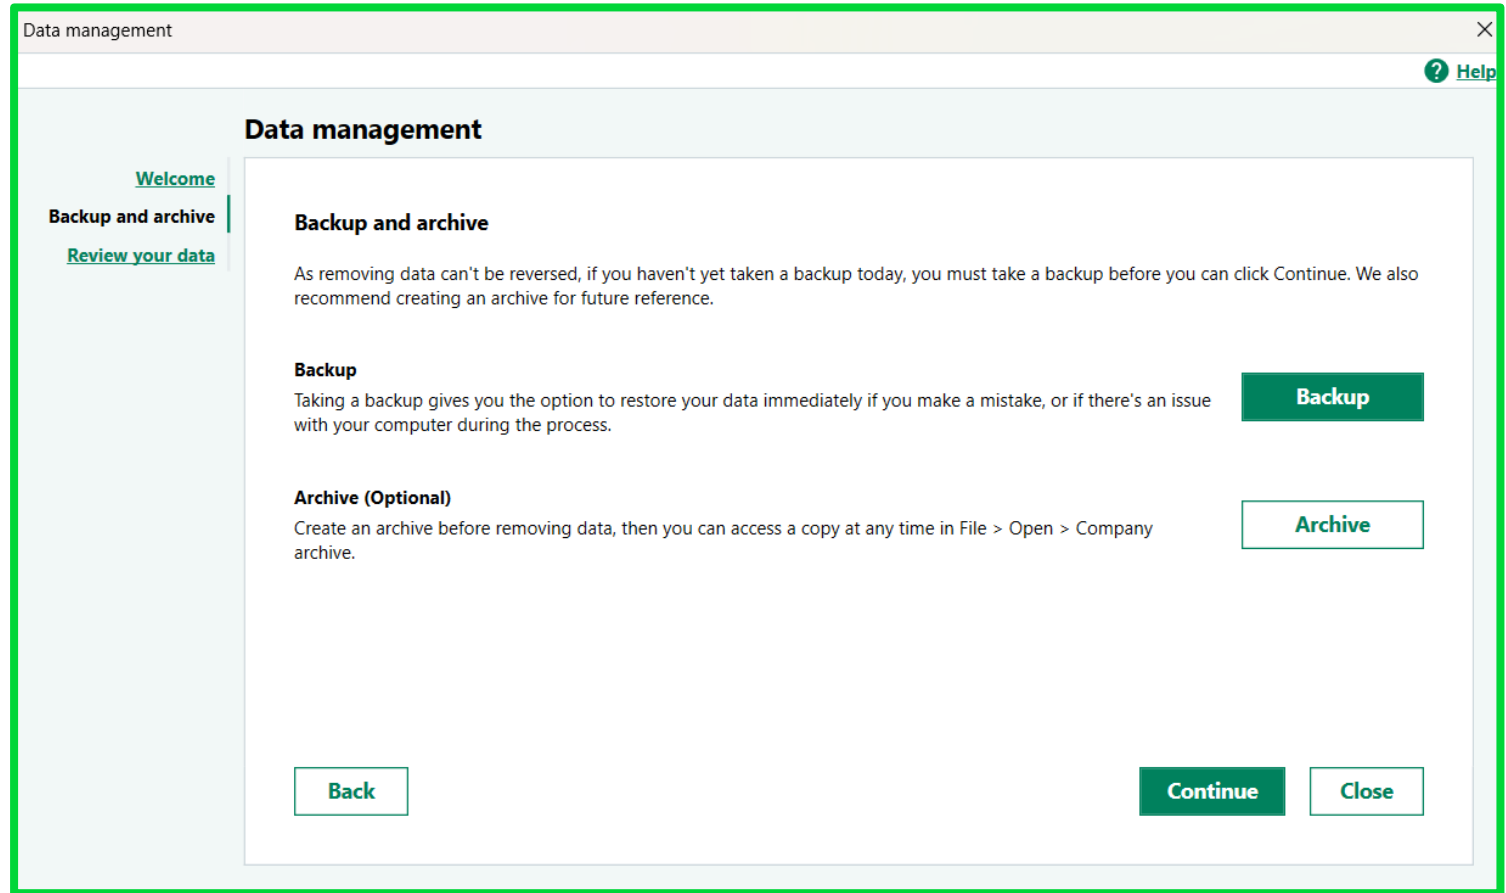 Data management
Help
Data management
Welcome
Backup and archive
Review your data
Backup and archive
As removing data can't be reversed, if you haven't yet taken a backup today, you must take a backup before you can click Continue. We also
recommend creating an archive for future reference.
Backup
Taking a backup gives you the option to restore your data immediately if you make a mistake, or if there's an issue
with your computer during the process.
Backup
Archive (Optional)
Create an archive before removing data, then you can access a copy at any time in File > Open > Company
archive.
Archive
Back
Continue
Close